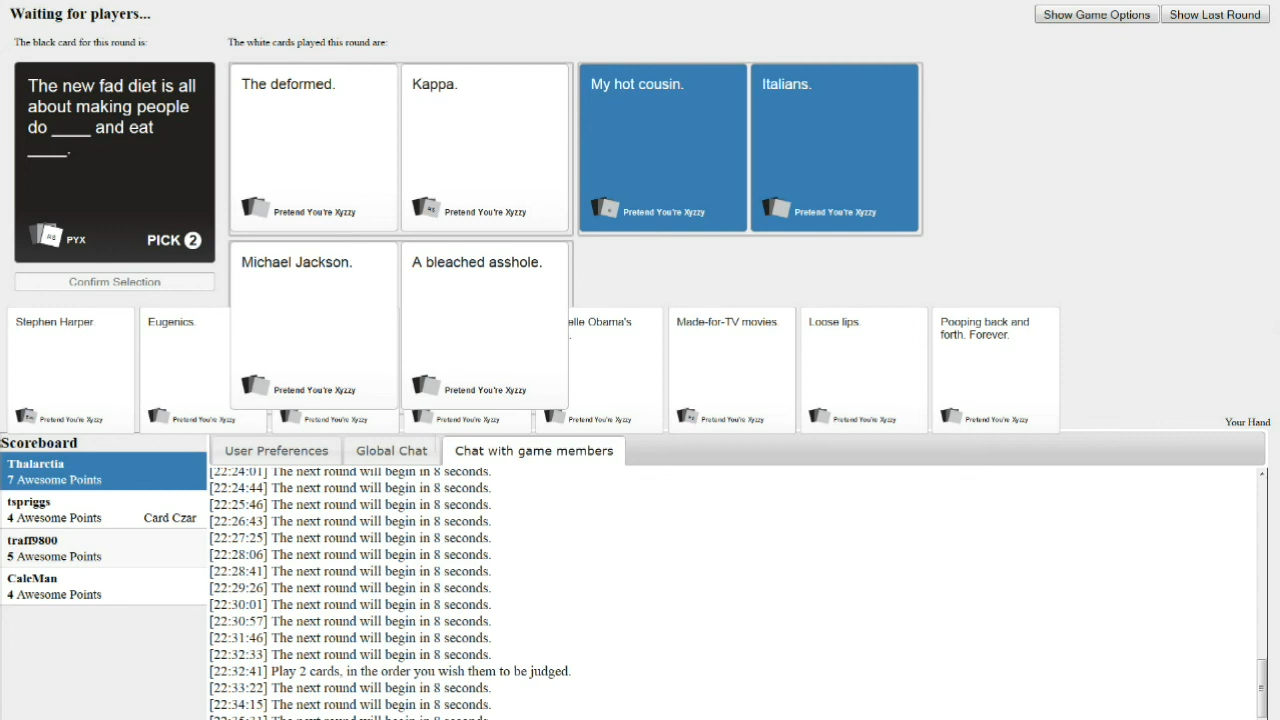 Waiting for players...
Show Game Options
Show Last Round
The black card for this round is:
The white cards played this round are:
The new fad diet is all
about making people
do ____ and eat
____.
PYX
PICK 2
Confirm Selection
The deformed.
Pretend You're Xyzzy
Kappa.
Pretend You're Xyzzy
My hot cousin.
Pretend You're Xyzzy
Italians.
Pretend You're Xyzzy
Michael Jackson.
Pretend You're Xyzzy
A bleached asshole.
Pretend You're Xyzzy
Stephen Harper.
Pretend You're Xyzzy
Eugenics.
Pretend You're Xyzzy
Pretend You're Xyzzy
Pretend You're Xyzzy
Obama's
Pretend You're Xyzzy
Made-for-TV movies.
Pretend You're Xyzzy
Loose lips.
Pretend You're Xyzzy
Pooping back and
forth. Forever.
Pretend You're Xyzzy
Your Hand
Scoreboard
Thalarctia
7 Awesome Points
tspriggs
4 Awesome Points Card Czar
traff9800
5 Awesome Points
CalcMan
4 Awesome Points
User Preferences
Global Chat
Chat with game members
[22:24:01] The next round will begin in 8 seconds.
[22:24:44] The next round will begin in 8 seconds.
[22:25:46] The next round will begin in 8 seconds.
[22:26:43] The next round will begin in 8 seconds.
[22:27:25] The next round will begin in 8 seconds.
[22:28:06] The next round will begin in 8 seconds.
[22:28:41] The next round will begin in 8 seconds.
[22:29:26] The next round will begin in 8 seconds.
[22:30:01] The next round will begin in 8 seconds.
[22:30:57] The next round will begin in 8 seconds.
[22:31:46] The next round will begin in 8 seconds.
[22:32:33] The next round will begin in 8 seconds.
[22:32:41] Play 2 cards, in the order you wish them to be judged.
[22:33:22] The next round will begin in 8 seconds.
[22:34:15] The next round will begin in 8 seconds.
The next round will begin in 8 seconds.